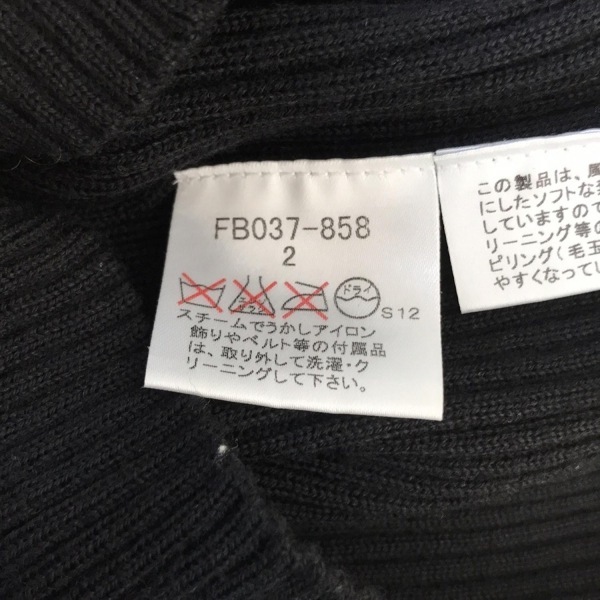 FB037-858
2
ドライ
S12
スチームでうかしアイロン
飾りやベルト等の付属品
は、取り外して洗濯・ク
リーニングして下さい。
この製品は、風
にしたソフトな
していますので
リーニング等の
ピリング(毛玉
やすくなってい